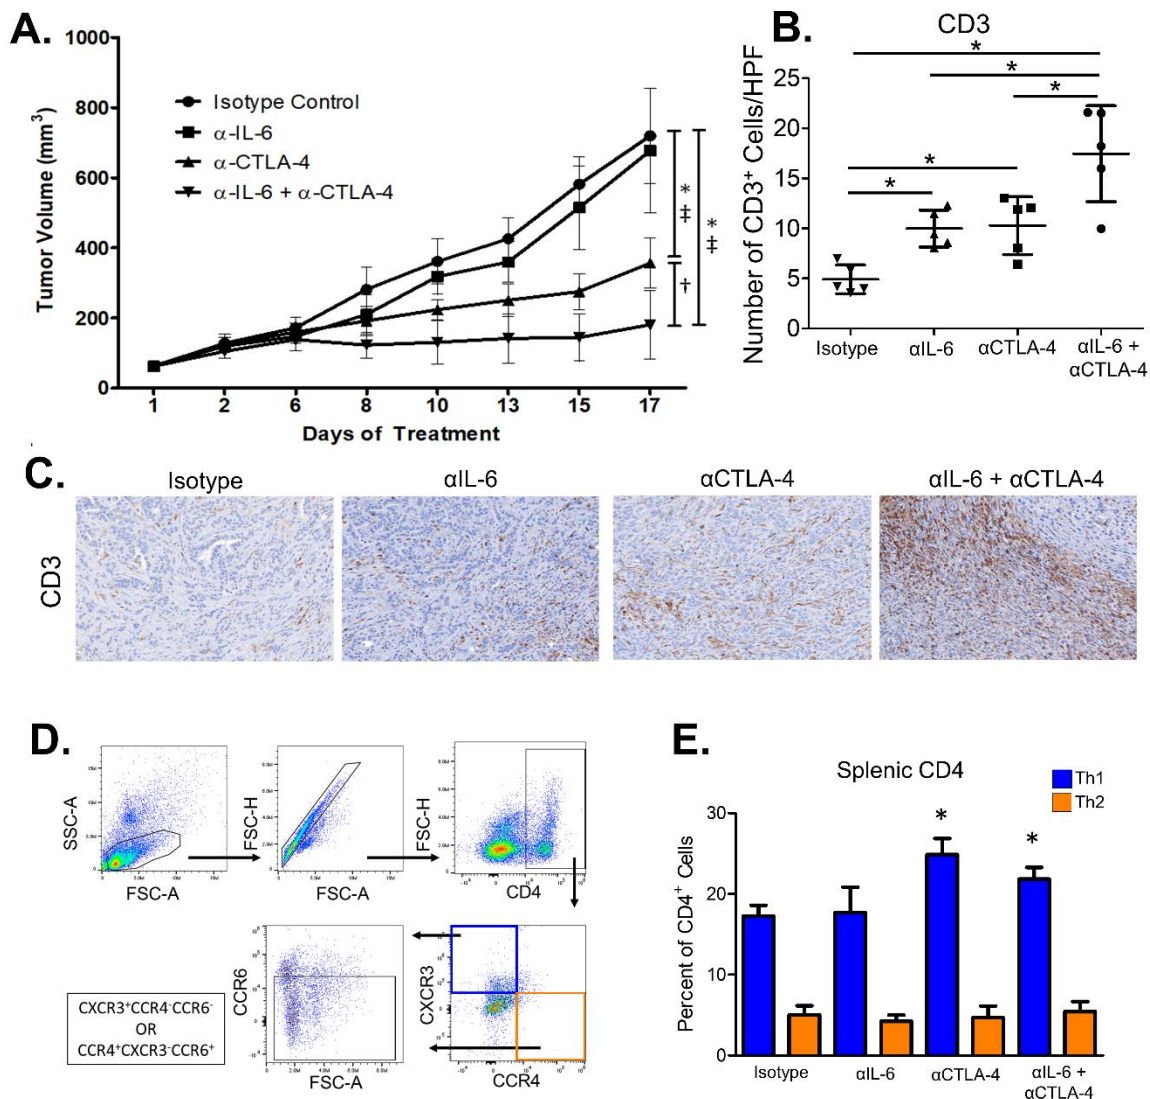 A.
1000
800
600
400
200
0
Tumor Volume (mm³)
Isotype Control
α-IL-6
α-CTLA-4
α-IL-6 + α-CTLA-4
*‡
†
*‡
1 2 6 8 10 13 15 17
Days of Treatment
B.
CD3
*
*
*
*
*
25
20
15
10
5
0
Number of CD3⁺ Cells/HPF
Isotype αIL-6 αCTLA-4 αIL-6 +
αCTLA-4
C.
Isotype αIL-6 αCTLA-4 αIL-6 + αCTLA-4
CD3
D.
SSC-A
FSC-A
FSC-H
FSC-A
FSC-H
CD4
CCR6
FSC-A
CXCR3
CCR4
CXCR3⁺CCR4⁻CCR6⁻
OR
CCR4⁺CXCR3⁻CCR6⁺
E.
Splenic CD4
Th1
Th2
*
*
30
20
10
0
Percent of CD4⁺ Cells
Isotype αIL-6 αCTLA-4 αIL-6 +
αCTLA-4